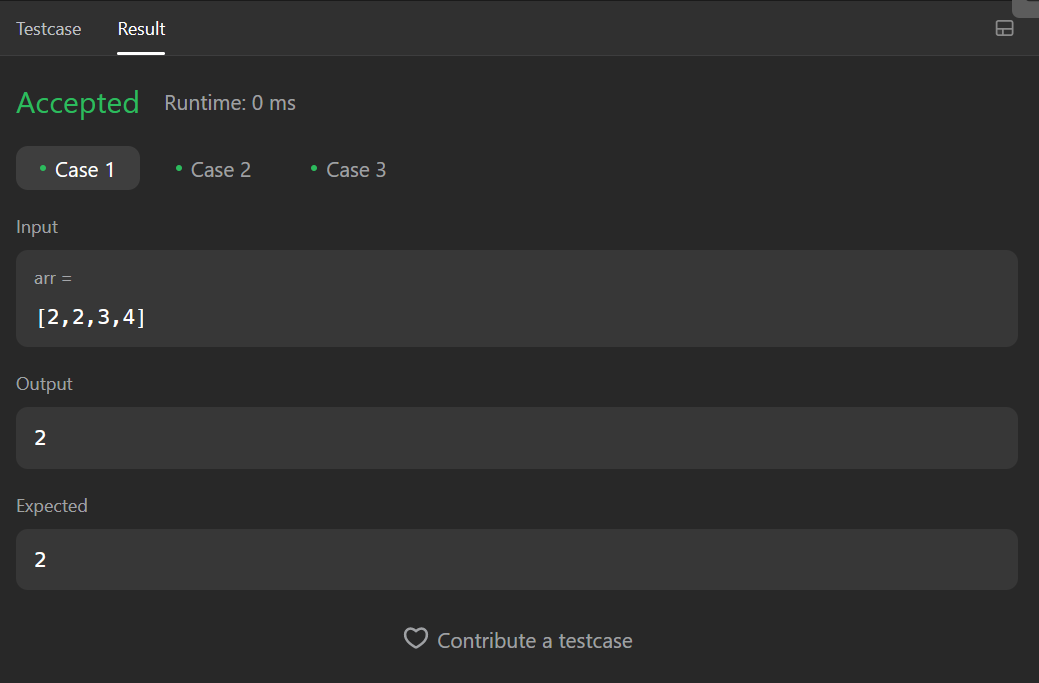 Testcase Result
Accepted Runtime: 0 ms
• Case 1 • Case 2 • Case 3
Input
arr =
[2,2,3,4]
Output
2
Expected
2
Contribute a testcase